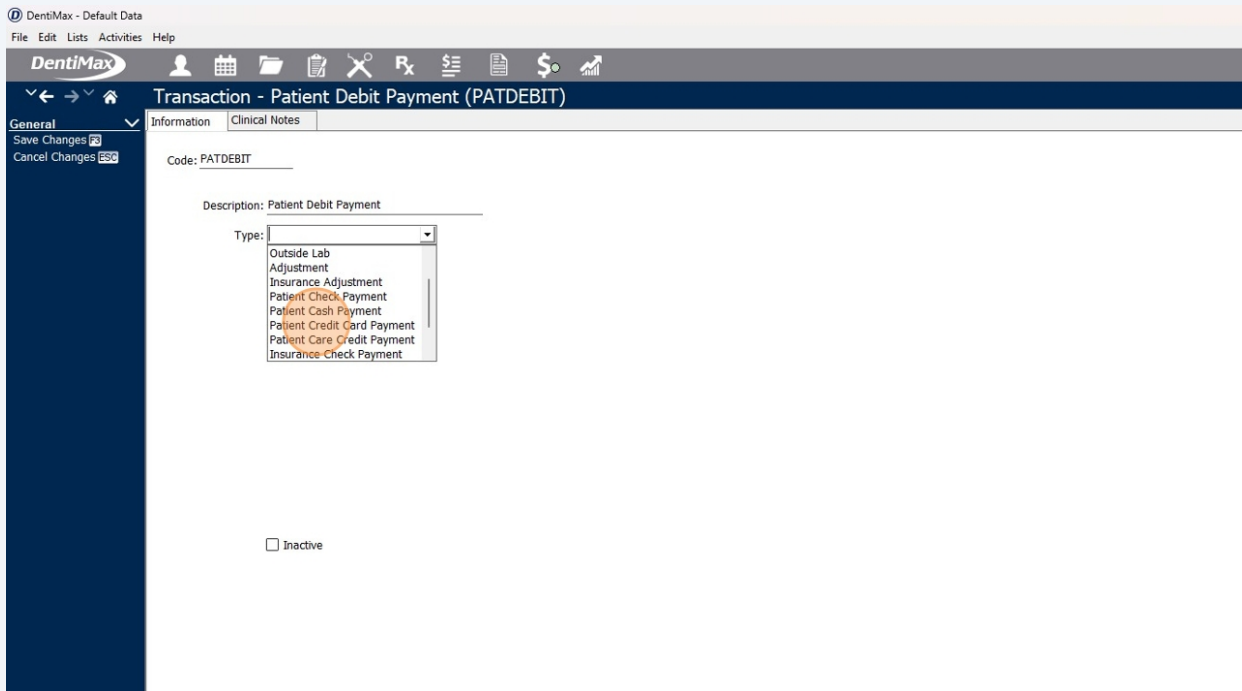 DentiMax - Default Data
File Edit Lists Activities Help
DentiMax
Transaction - Patient Debit Payment (PATDEBIT)
General
Information Clinical Notes
Save Changes F3
Cancel Changes ESC
Code: PATDEBIT
Description: Patient Debit Payment
Type:
Outside Lab
Adjustment
Insurance Adjustment
Patient Check Payment
Patient Cash Payment
Patient Credit Card Payment
Patient Care Credit Payment
Insurance Check Payment
Inactive